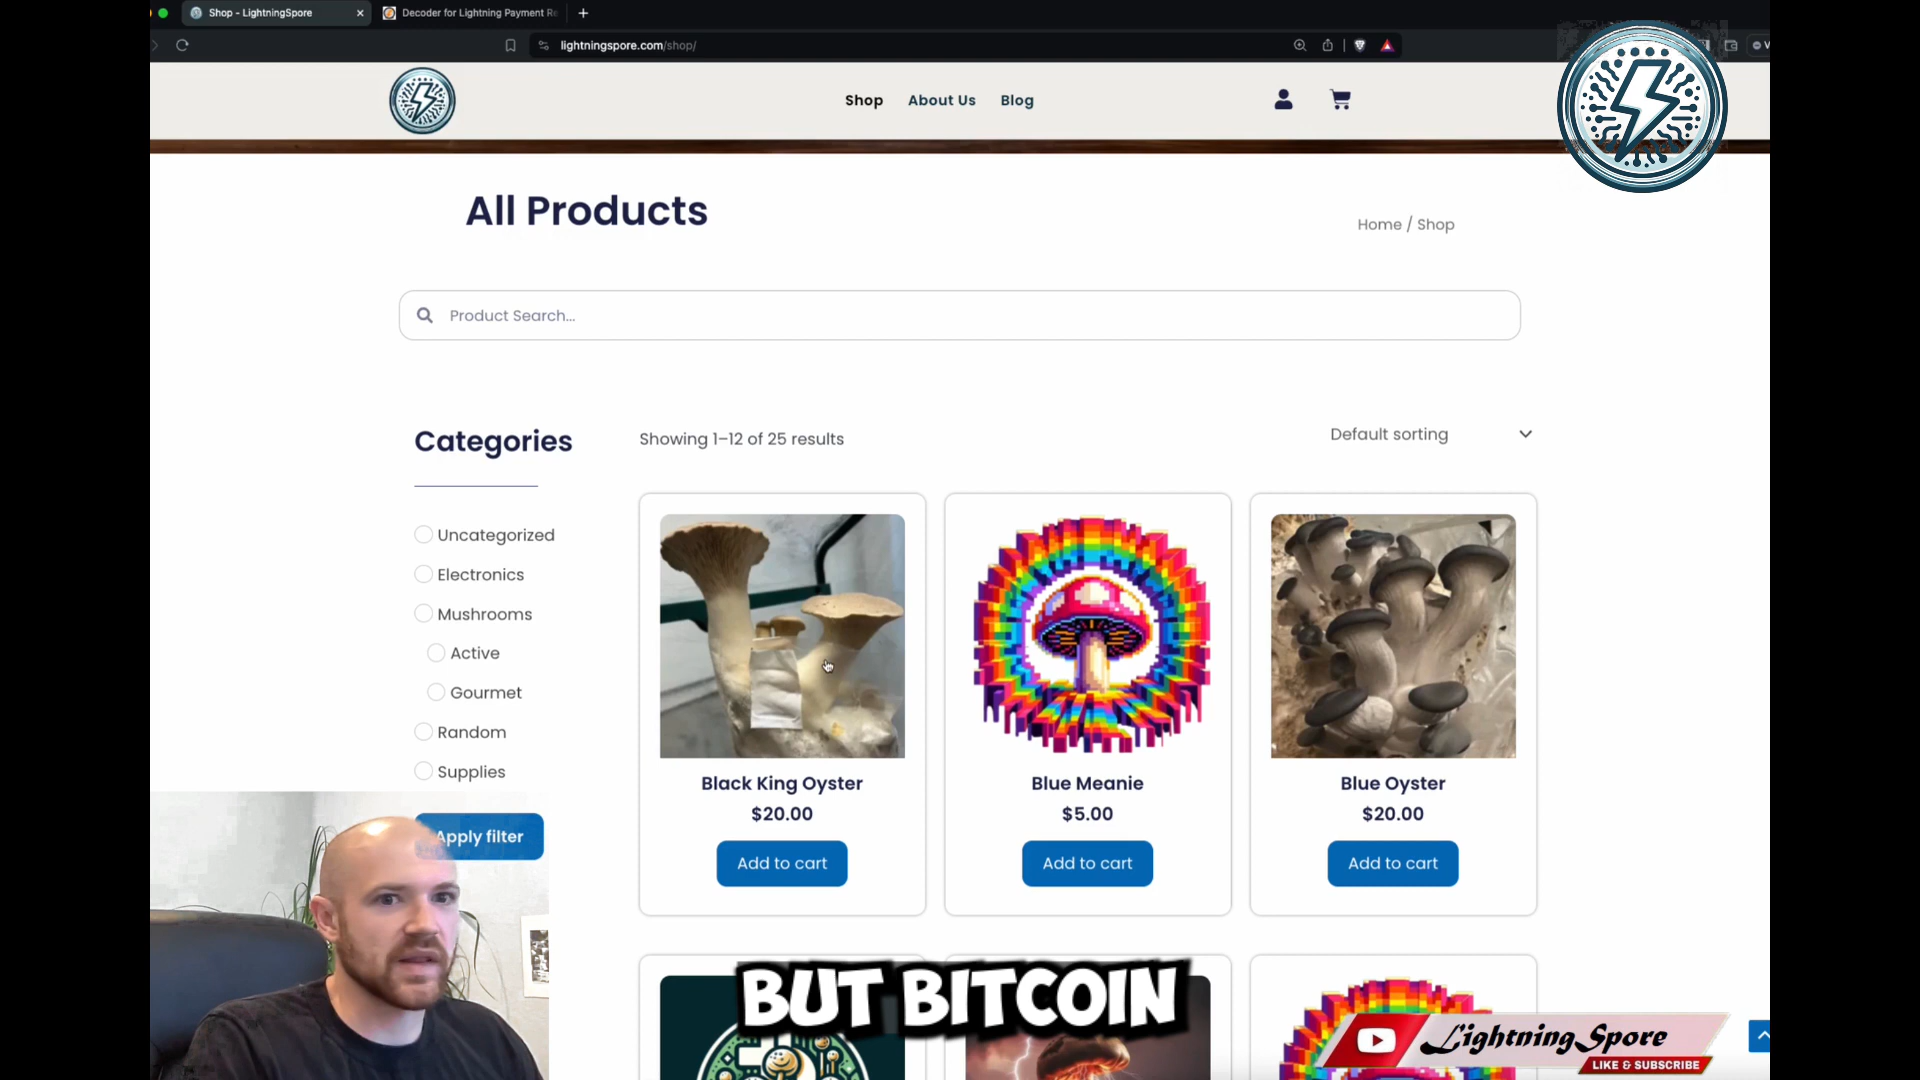 Shop - LightningSpore
Decoder for Lightning Payment Re
lightningspore.com/shop/
Shop
About Us
Blog
All Products
Home / Shop
Product Search...
Categories
Showing 1–12 of 25 results
Default sorting
Uncategorized
Electronics
Mushrooms
Active
Gourmet
Random
Supplies
Apply filter
Black King Oyster
$20.00
Add to cart
Blue Meanie
$5.00
Add to cart
Blue Oyster
$20.00
Add to cart
BUT BITCOIN
LightningSpore
LIKE & SUBSCRIBE